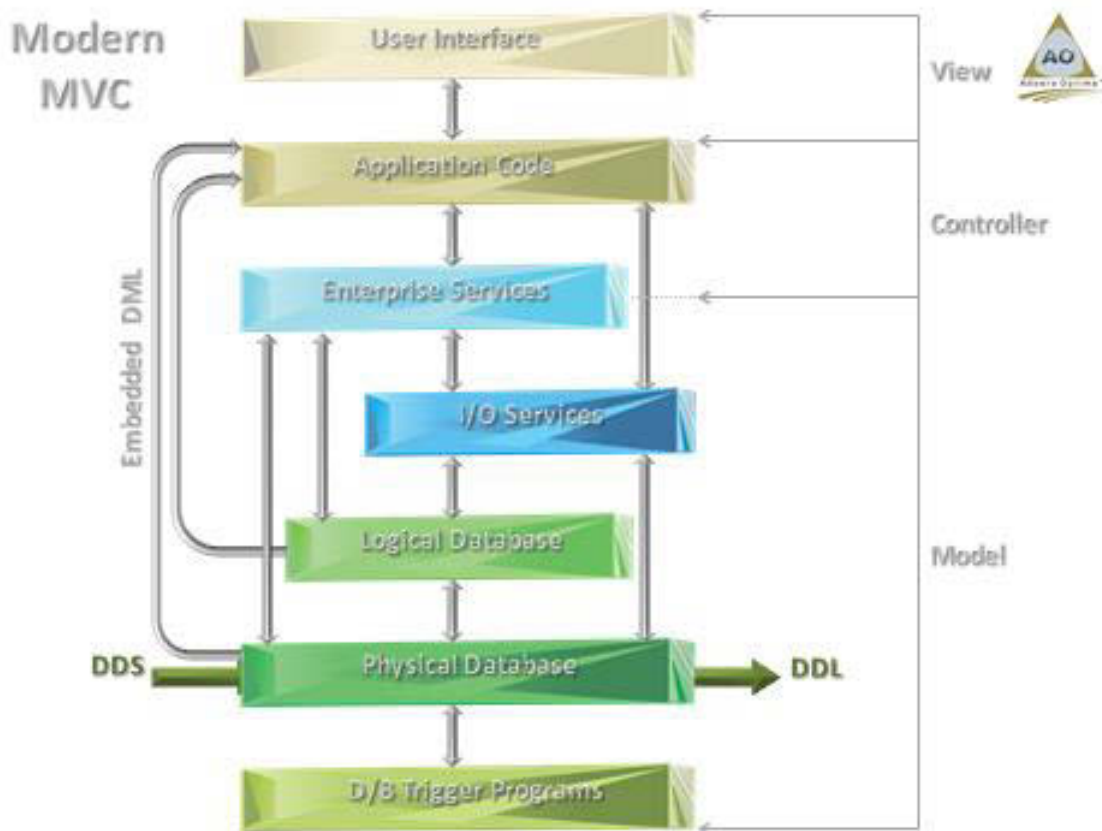 Modern
MVC
User Interface
View
AO
Application Code
Controller
Enterprise Services
Embedded DML
I/O Services
Logical Database
Model
DDS
Physical Database
DDL
D/B Trigger Programs